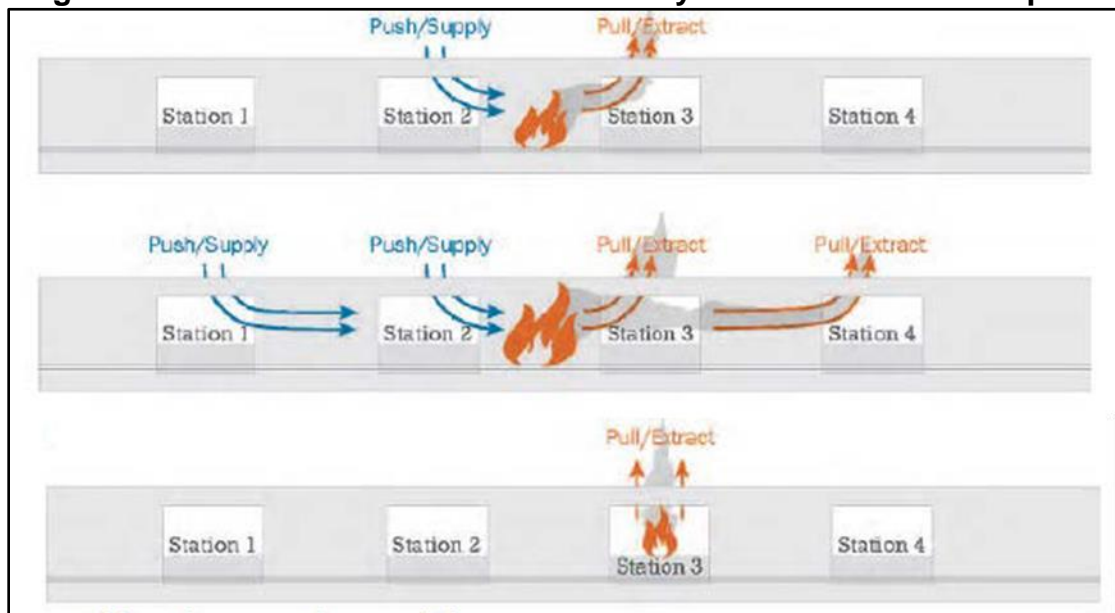 Push/Supply Pull/Extract
Station 1 Station 2 Station 3 Station 4
Push/Supply Push/Supply Pull/Extract Pull/Extract
Station 1 Station 2 Station 3 Station 4
Pull/Extract
Station 1 Station 2 Station 3 Station 4